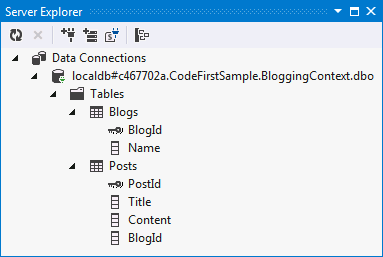 Server Explorer
Data Connections
localdb#c467702a.CodeFirstSample.BloggingContext.dbo
Tables
Blogs
BlogId
Name
Posts
PostId
Title
Content
BlogId